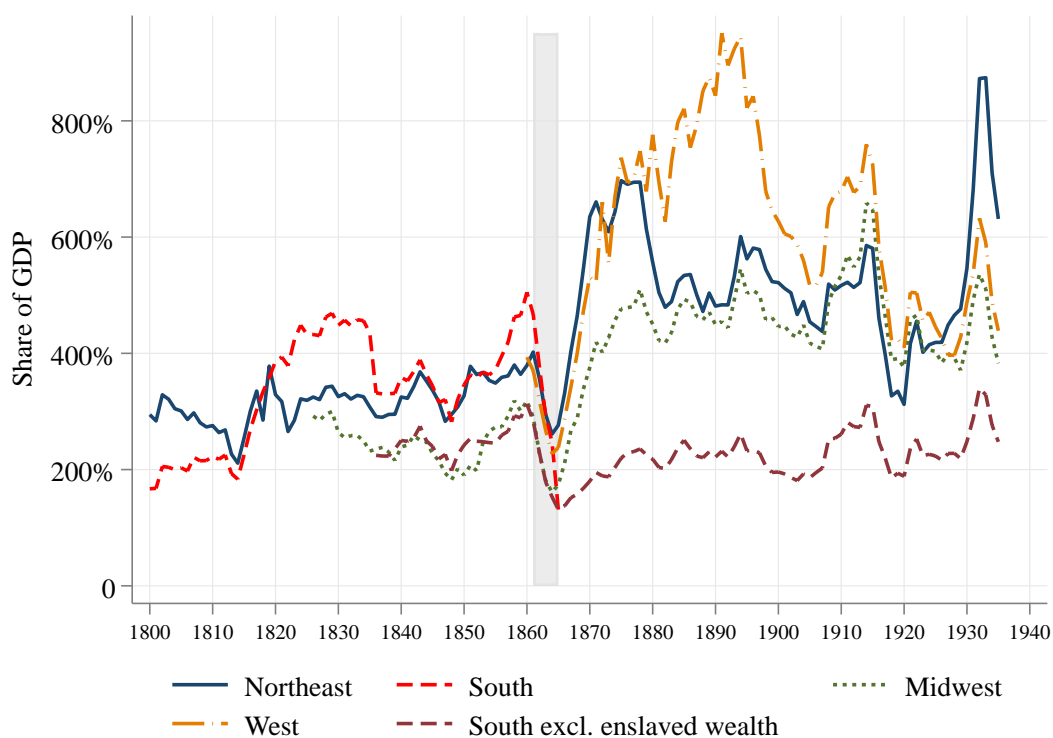 Share of GDP
800%
600%
400%
200%
0
1800 1810 1820 1830 1840 1850 1860 1870 1880 1890 1900 1910 1920 1930 1940
Northeast South Midwest
West South excl. enslaved wealth